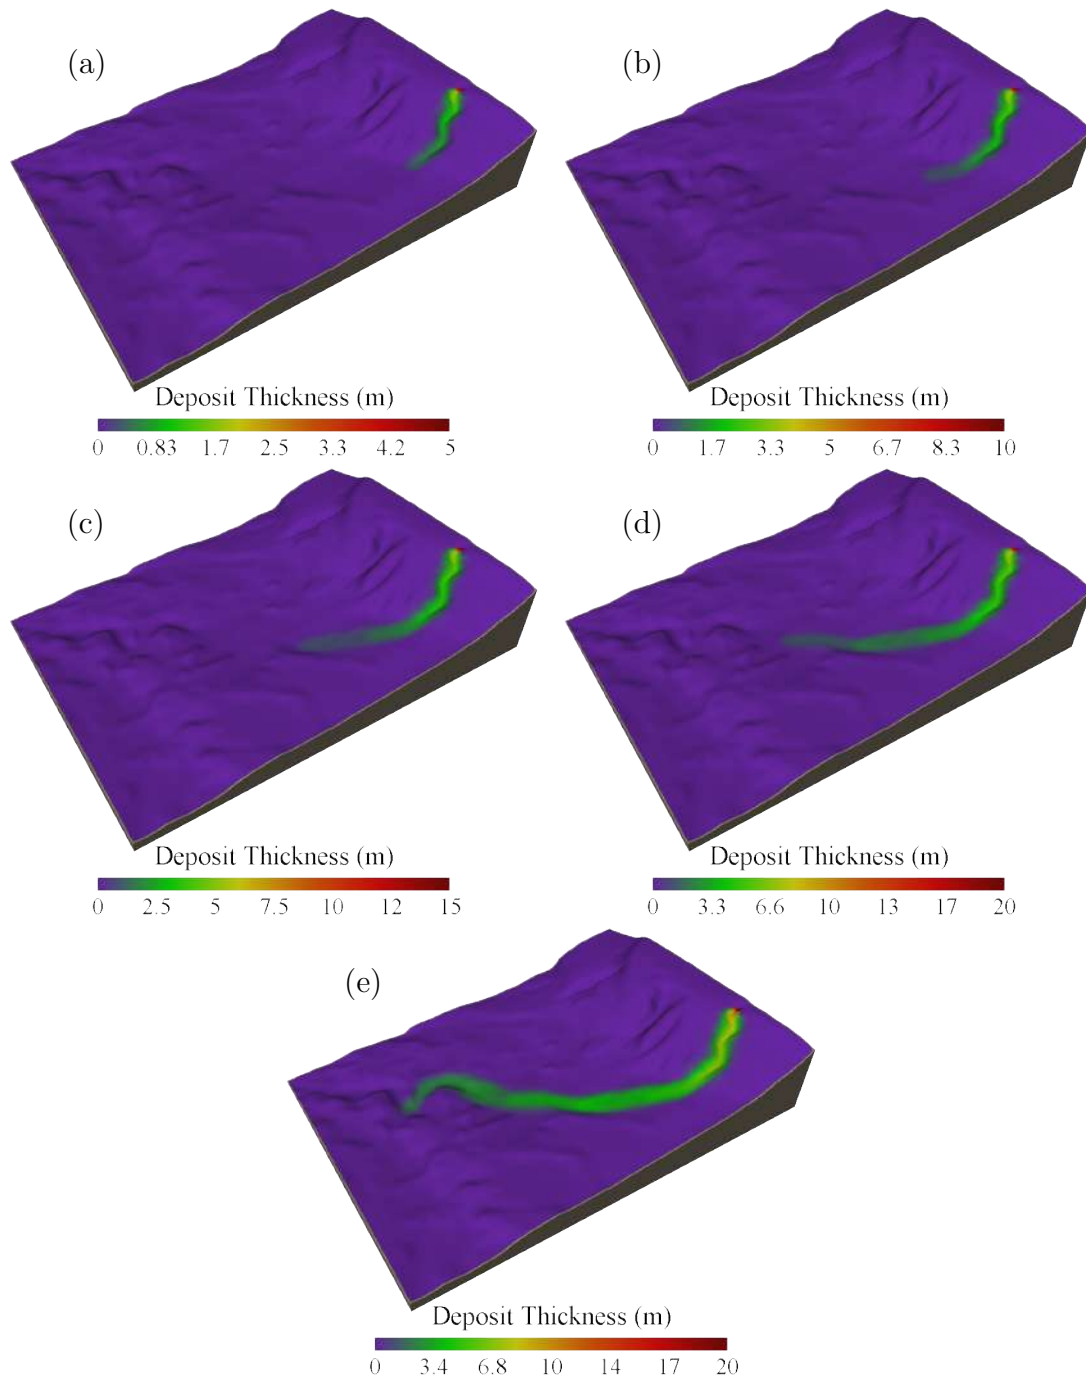 (a)
(b)
Deposit Thickness (m)
0 0.83 1.7 2.5 3.3 4.2 5
Deposit Thickness (m)
0 1.7 3.3 5 6.7 8.3 10
(c)
(d)
Deposit Thickness (m)
0 2.5 5 7.5 10 12 15
Deposit Thickness (m)
0 3.3 6.6 10 13 17 20
(e)
Deposit Thickness (m)
0 3.4 6.8 10 14 17 20